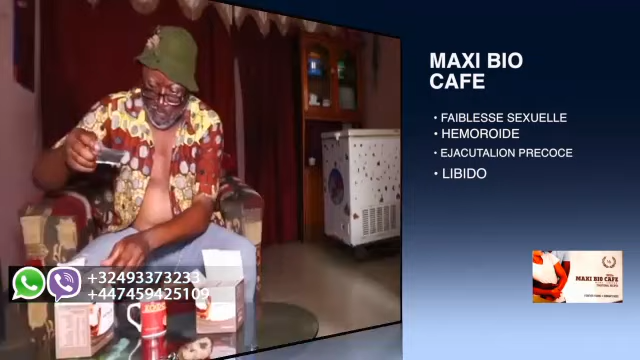 MAXI BIO
CAFE
• FAIBLESSE SEXUELLE
• HEMOROIDE
• EJACUTALION PRECOCE
• LIBIDO
+32493373233
+447459425109
MAXI BIO CAFE